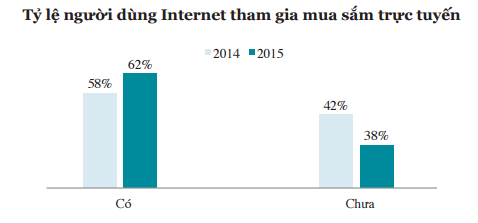 Tỷ lệ người dùng Internet tham gia mua sắm trực tuyến
2014 2015
58% 62%
42% 38%
Có Chưa